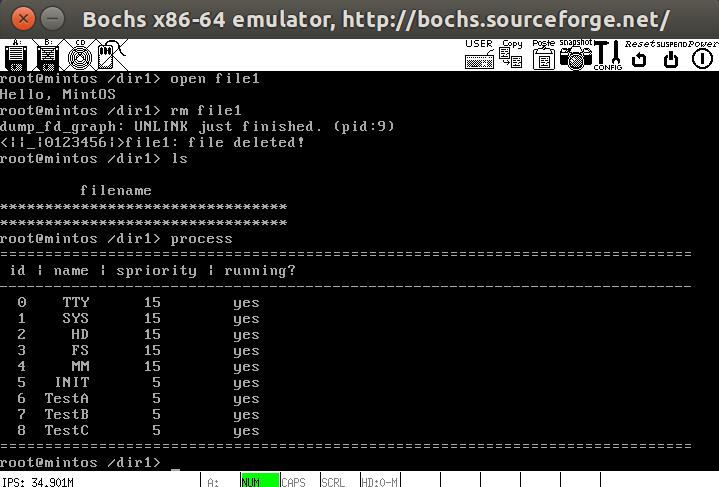 Bochs x86-64 emulator, http://bochs.sourceforge.net/
A: B: CD USER Copy Paste snapshot CONFIG Reset SUSPEND Power
root@mintos /dir1> open file1
Hello, MintOS
root@mintos /dir1> rm file1
dump_fd_graph: UNLINK just finished. (pid:9)
<||_|0123456|>file1: file deleted!
root@mintos /dir1> ls
filename
********************************
********************************
root@mintos /dir1> process
=====================================================================================
id | name | spriority | running?
-------------------------------------------------------------------------------------
0 TTY 15 yes
1 SYS 15 yes
2 HD 15 yes
3 FS 15 yes
4 MM 15 yes
5 INIT 5 yes
6 TestA 5 yes
7 TestB 5 yes
8 TestC 5 yes
=====================================================================================
root@mintos /dir1> _
IPS: 34.901M A: NUM CAPS SCRL HD:0-M